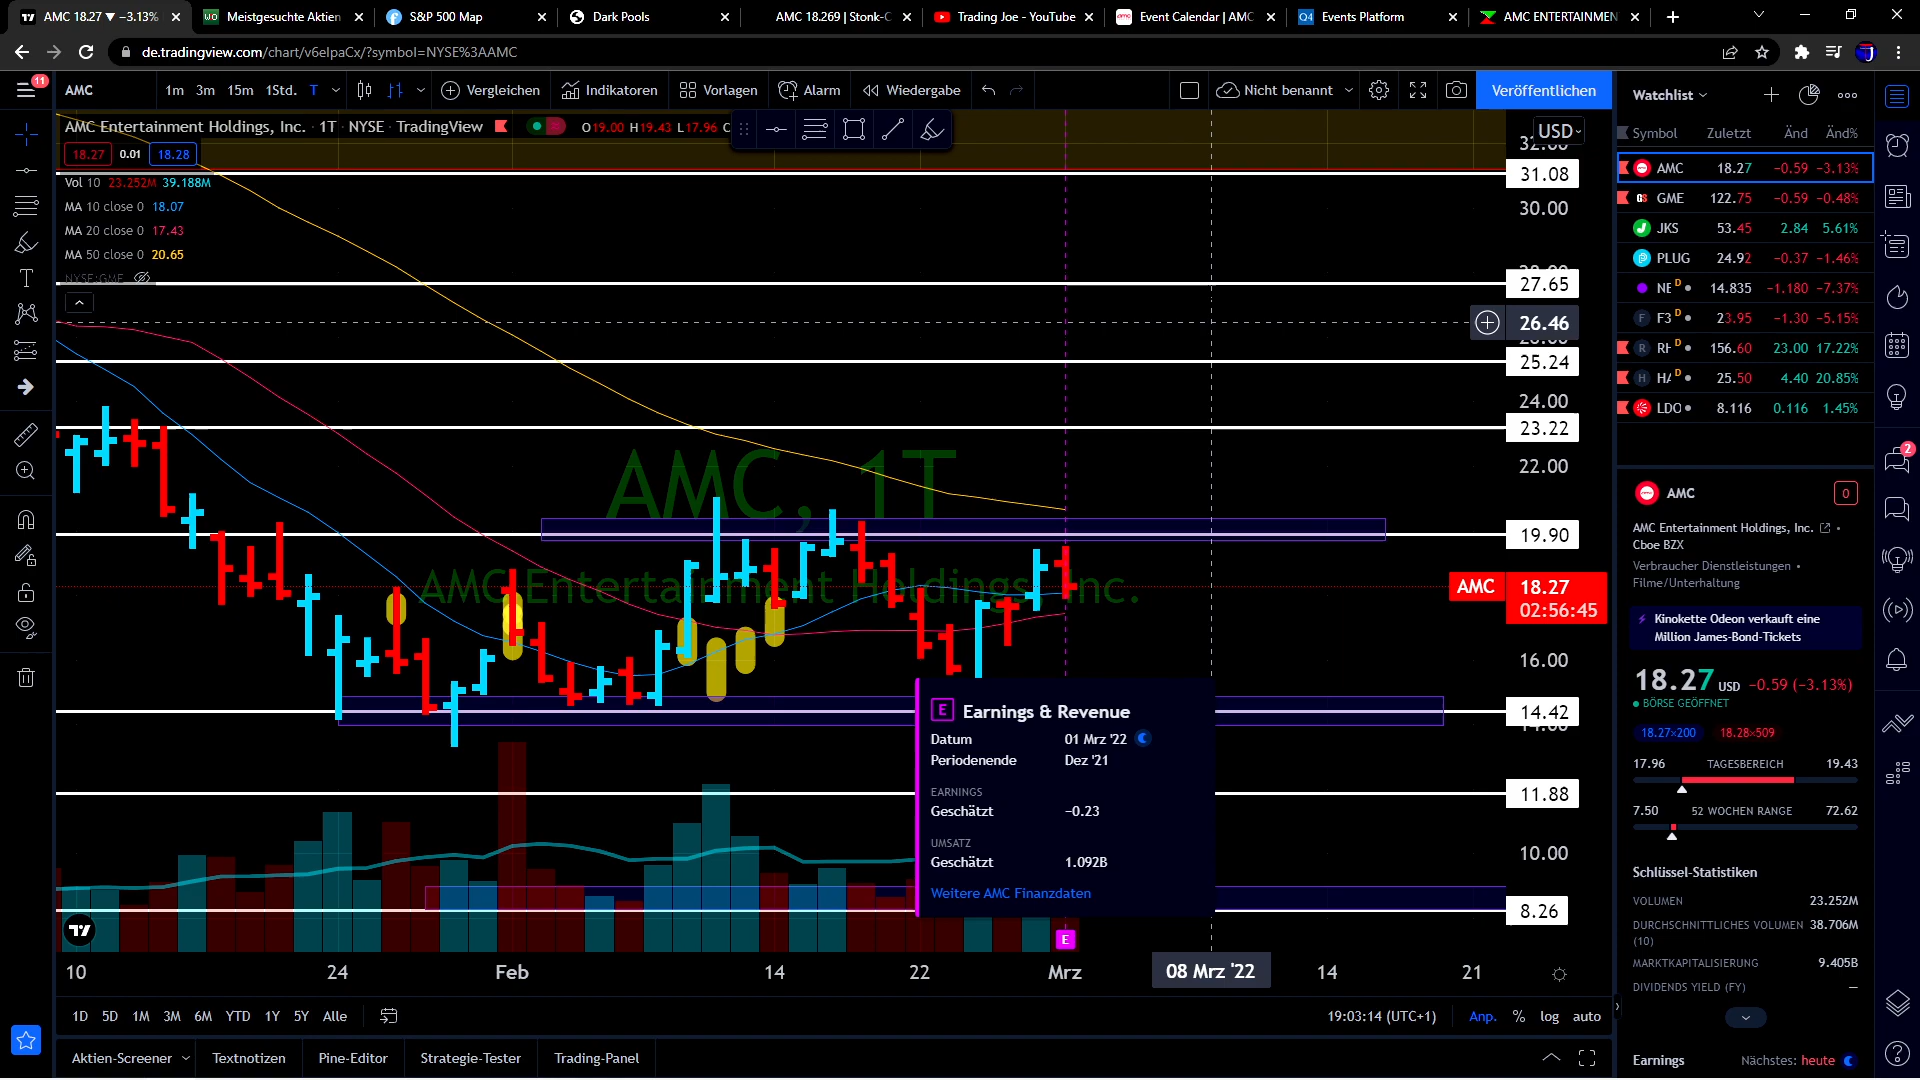 AMC 18.27 ▼ −3.13%
Meistgesuchte Aktien
S&P 500 Map
Dark Pools
AMC 18.269 | Stonk-C
Trading Joe - YouTube
Event Calendar | AMC
Events Platform
AMC ENTERTAINMEN
de.tradingview.com/chart/v6eIpaCx/?symbol=NYSE%3AAMC
11
AMC
1m 3m 15m 1Std. T
Vergleichen
Indikatoren
Vorlagen
Alarm
Wiedergabe
Nicht benannt
Veröffentlichen
AMC Entertainment Holdings, Inc. · 1T · NYSE · TradingView
O19.00 H19.43 L17.96 C
18.27 0.01 18.28
Vol 10 23.252M 39.188M
MA 10 close 0 18.07
MA 20 close 0 17.43
MA 50 close 0 20.65
NYSE:GME
AMC, 1T
AMC Entertainment Holdings, Inc.
USD
32.00
31.08
30.00
27.65
26.46
25.24
24.00
23.22
22.00
19.90
AMC 18.27
02:56:45
16.00
14.42
11.88
10.00
8.26
Earnings & Revenue
Datum 01 Mrz '22
Periodenende Dez '21
EARNINGS
Geschätzt −0.23
UMSATZ
Geschätzt 1.092B
Weitere AMC Finanzdaten
E
10 24 Feb 14 22 Mrz 08 Mrz '22 14 21
1D 5D 1M 3M 6M YTD 1Y 5Y Alle
19:03:14 (UTC+1) Anp. % log auto
Aktien-Screener Textnotizen Pine-Editor Strategie-Tester Trading-Panel
Watchlist
Symbol Zuletzt Änd Änd%
AMC 18.27 −0.59 −3.13%
GME 122.75 −0.59 −0.48%
JKS 53.45 2.84 5.61%
PLUG 24.92 −0.37 −1.46%
NE D 14.835 −1.180 −7.37%
F3 D 23.95 −1.30 −5.15%
RH D 156.60 23.00 17.22%
HA D 25.50 4.40 20.85%
LDO 8.116 0.116 1.45%
2
AMC 0
AMC Entertainment Holdings, Inc. •
Cboe BZX
Verbraucher Dienstleistungen •
Filme/Unterhaltung
Kinokette Odeon verkauft eine
Million James-Bond-Tickets
18.27 USD −0.59 (−3.13%)
BÖRSE GEÖFFNET
18.27×200 18.28×509
17.96 TAGESBEREICH 19.43
7.50 52 WOCHEN RANGE 72.62
Schlüssel-Statistiken
VOLUMEN 23.252M
DURCHSCHNITTLICHES VOLUMEN 38.706M
(10)
MARKTKAPITALISIERUNG 9.405B
DIVIDENDS YIELD (FY) —
Earnings Nächstes: heute